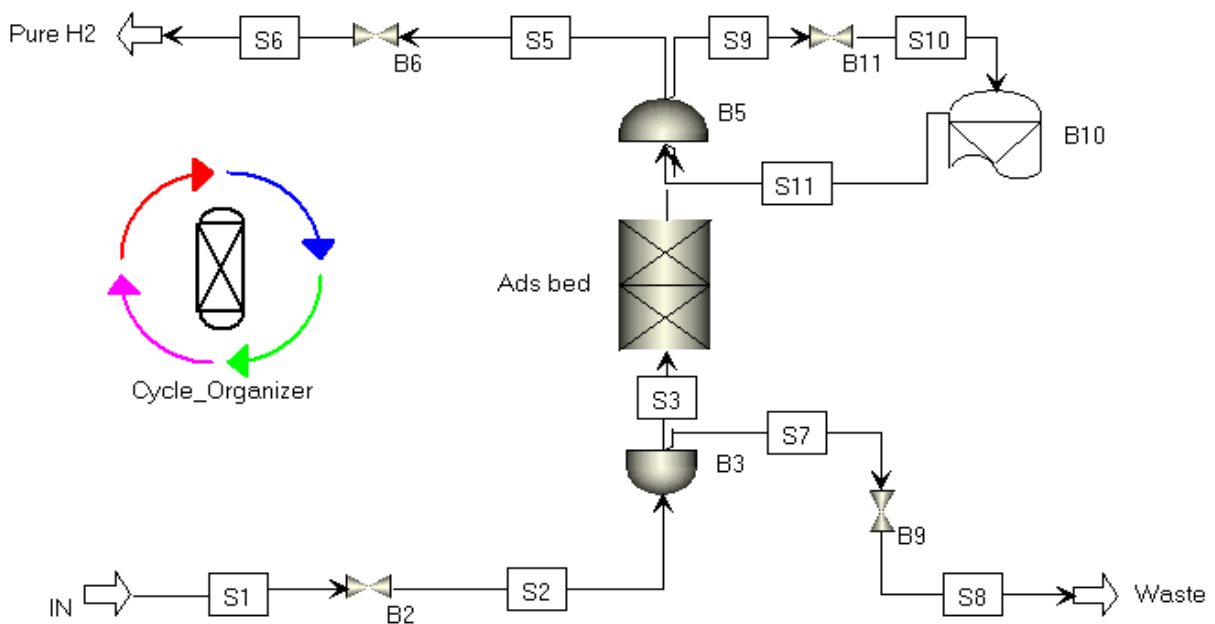 Pure H2
S6
B6
S5
S9
B11
S10
B5
B10
S11
Ads bed
Cycle_Organizer
S3
S7
B3
B9
IN
S1
B2
S2
S8
Waste